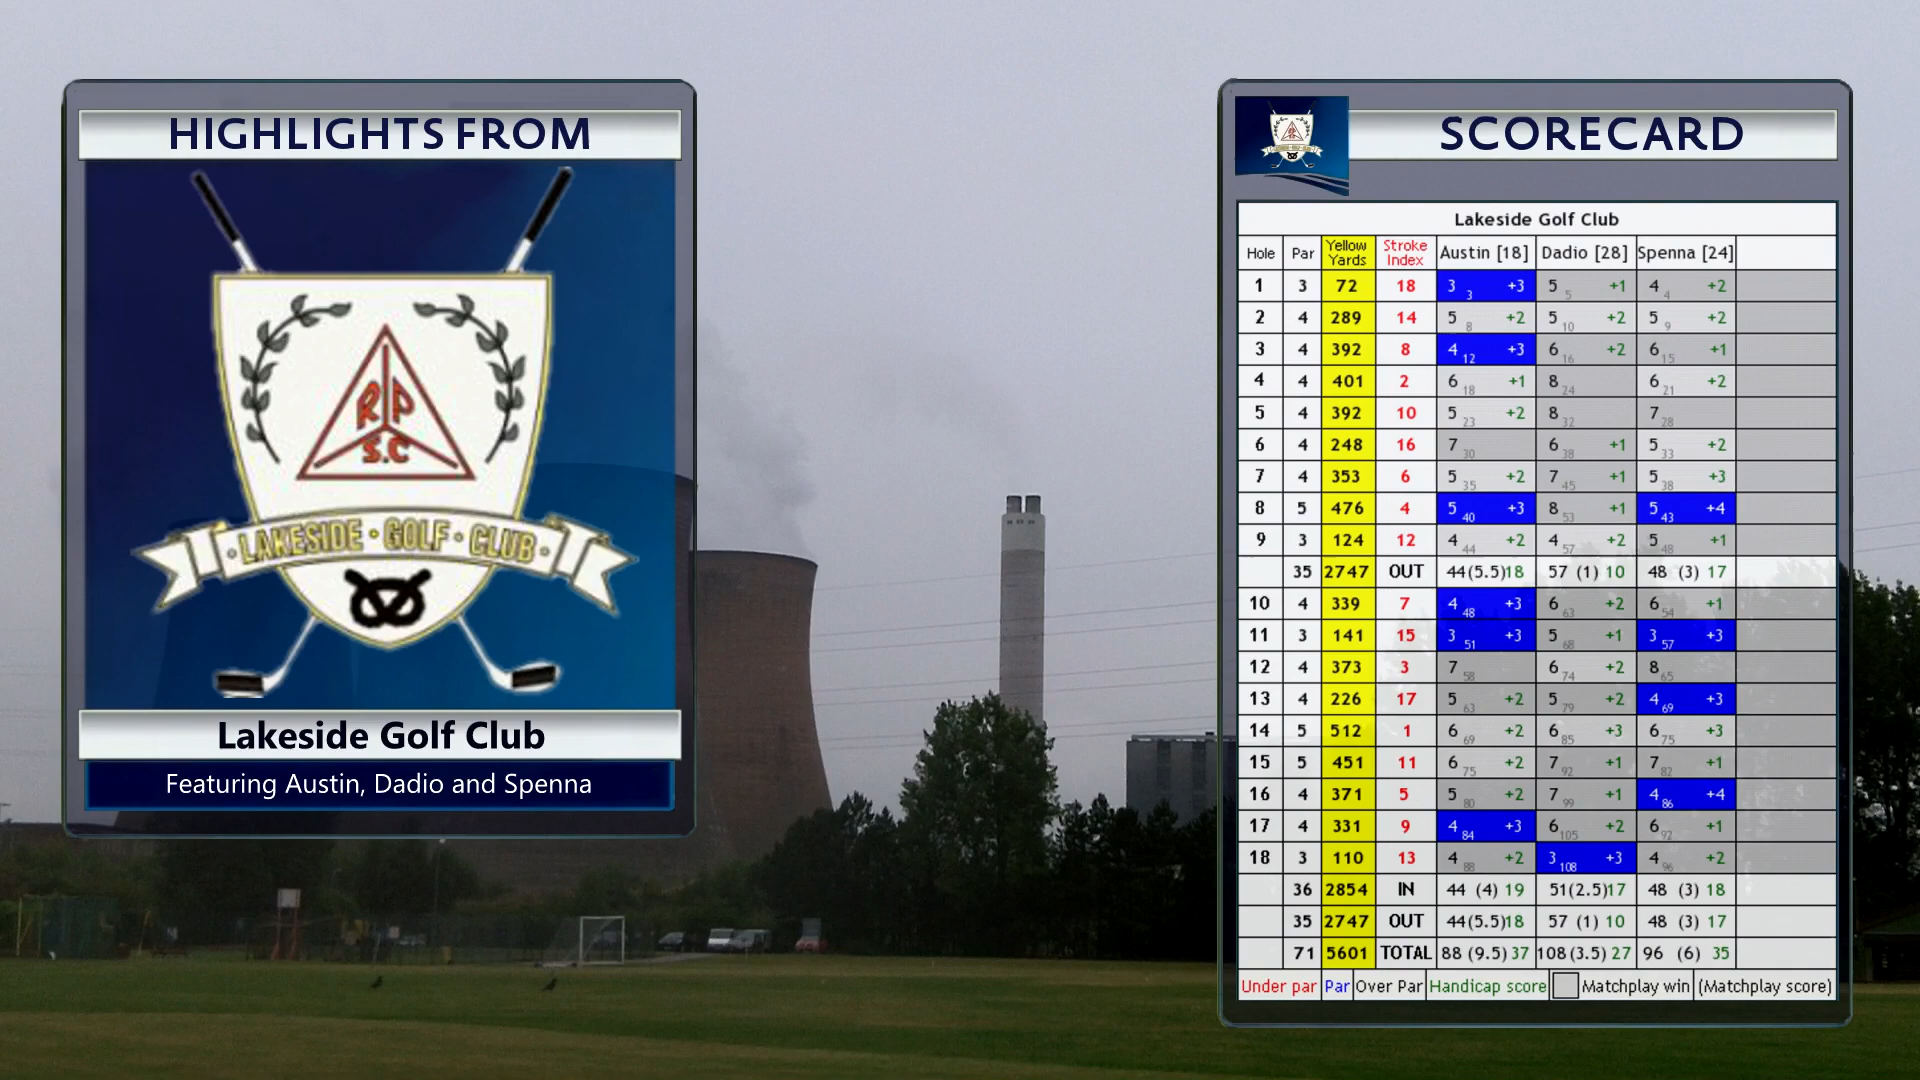 HIGHLIGHTS FROM
R P
S.C
LAKESIDE · GOLF · CLUB
Lakeside Golf Club
Featuring Austin, Dadio and Spenna
SCORECARD
Lakeside Golf Club
Hole Par Yellow Yards Stroke Index Austin [18] Dadio [28] Spenna [24]
1 3 72 18 3 3 +3 5 5 +1 4 4 +2
2 4 289 14 5 8 +2 5 10 +2 5 9 +2
3 4 392 8 4 12 +3 6 16 +2 6 15 +1
4 4 401 2 6 18 +1 8 24 6 21 +2
5 4 392 10 5 23 +2 8 32 7 28
6 4 248 16 7 30 6 38 +1 5 33 +2
7 4 353 6 5 35 +2 7 45 +1 5 38 +3
8 5 476 4 5 40 +3 8 53 +1 5 43 +4
9 3 124 12 4 44 +2 4 57 +2 5 48 +1
35 2747 OUT 44(5.5)18 57 (1) 10 48 (3) 17
10 4 339 7 4 48 +3 6 63 +2 6 54 +1
11 3 141 15 3 51 +3 5 68 +1 3 57 +3
12 4 373 3 7 58 6 74 +2 8 65
13 4 226 17 5 63 +2 5 79 +2 4 69 +3
14 5 512 1 6 69 +2 6 85 +3 6 75 +3
15 5 451 11 6 75 +2 7 92 +1 7 82 +1
16 4 371 5 5 80 +2 7 99 +1 4 86 +4
17 4 331 9 4 84 +3 6 105 +2 6 92 +1
18 3 110 13 4 88 +2 3 108 +3 4 96 +2
36 2854 IN 44 (4) 19 51(2.5)17 48 (3) 18
35 2747 OUT 44(5.5)18 57 (1) 10 48 (3) 17
71 5601 TOTAL 88 (9.5) 37 108(3.5) 27 96 (6) 35
Under par Par Over Par Handicap score Matchplay win (Matchplay score)